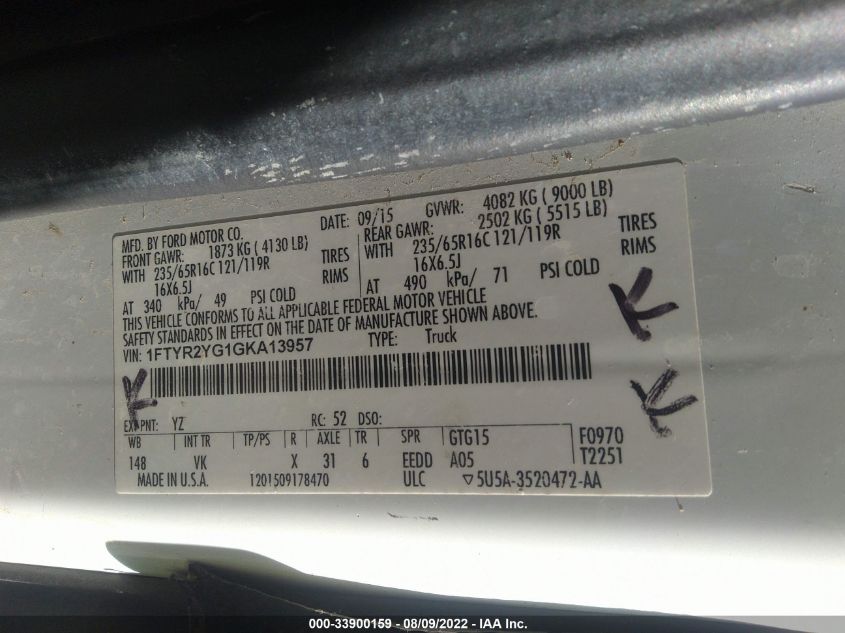 MFD. BY FORD MOTOR CO. DATE: 09/15 GVWR: 4082 KG ( 9000 LB)
FRONT GAWR: 1873 KG ( 4130 LB) REAR GAWR: 2502 KG ( 5515 LB)
WITH 235/65R16C 121/119R TIRES WITH 235/65R16C 121/119R TIRES
16X6.5J RIMS 16X6.5J RIMS
AT 340 kPa/ 49 PSI COLD AT 490 kPa/ 71 PSI COLD
THIS VEHICLE CONFORMS TO ALL APPLICABLE FEDERAL MOTOR VEHICLE
SAFETY STANDARDS IN EFFECT ON THE DATE OF MANUFACTURE SHOWN ABOVE.
VIN: 1FTYR2YG1GKA13957 TYPE: Truck
EXT PNT: YZ RC: 52 DSO:
WB INT TR TP/PS R AXLE TR SPR GTG15 F0970
148 VK X 31 6 EEDD A05 T2251
MADE IN U.S.A. 1201509178470 ULC ▽5U5A-3520472-AA
000-33900159 - 08/09/2022 - IAA Inc.